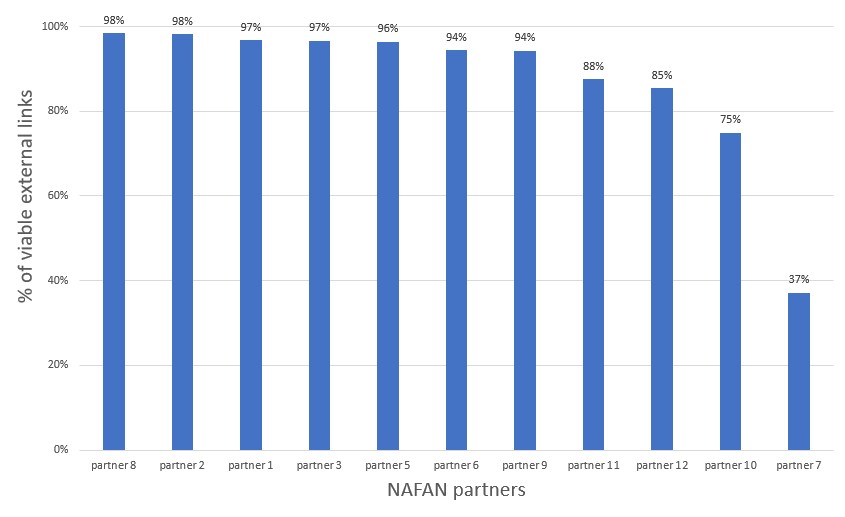 % of viable external links
100%
80%
60%
40%
20%
0%
98%
98%
97%
97%
96%
94%
94%
88%
85%
75%
37%
partner 8
partner 2
partner 1
partner 3
partner 5
partner 6
partner 9
partner 11
partner 12
partner 10
partner 7
NAFAN partners